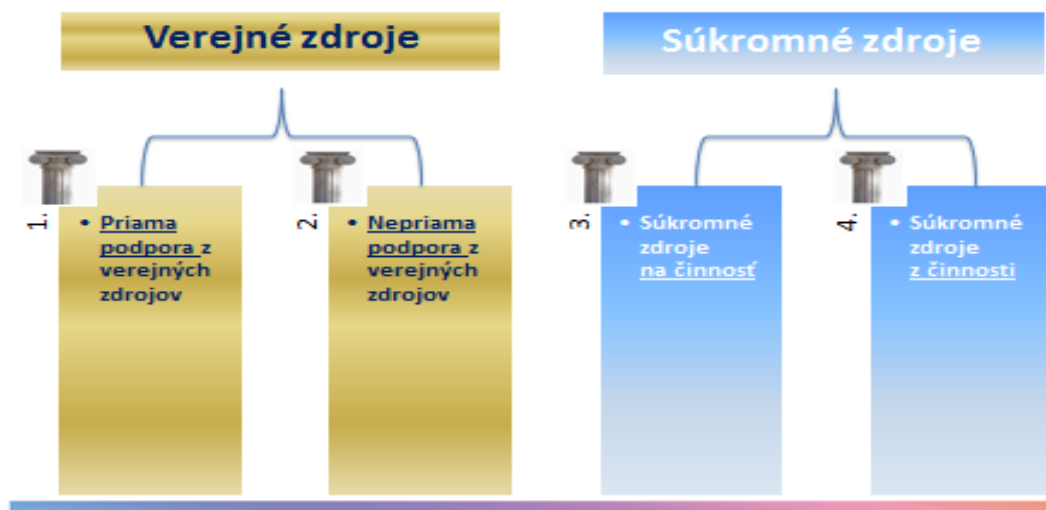 Verejné zdroje
Súkromné zdroje
1.
• Priama
podpora z
verejných
zdrojov
2.
• Nepriama
podpora z
verejných
zdrojov
3.
• Súkromné
zdroje
na činnosť
4.
• Súkromné
zdroje
z činnosti